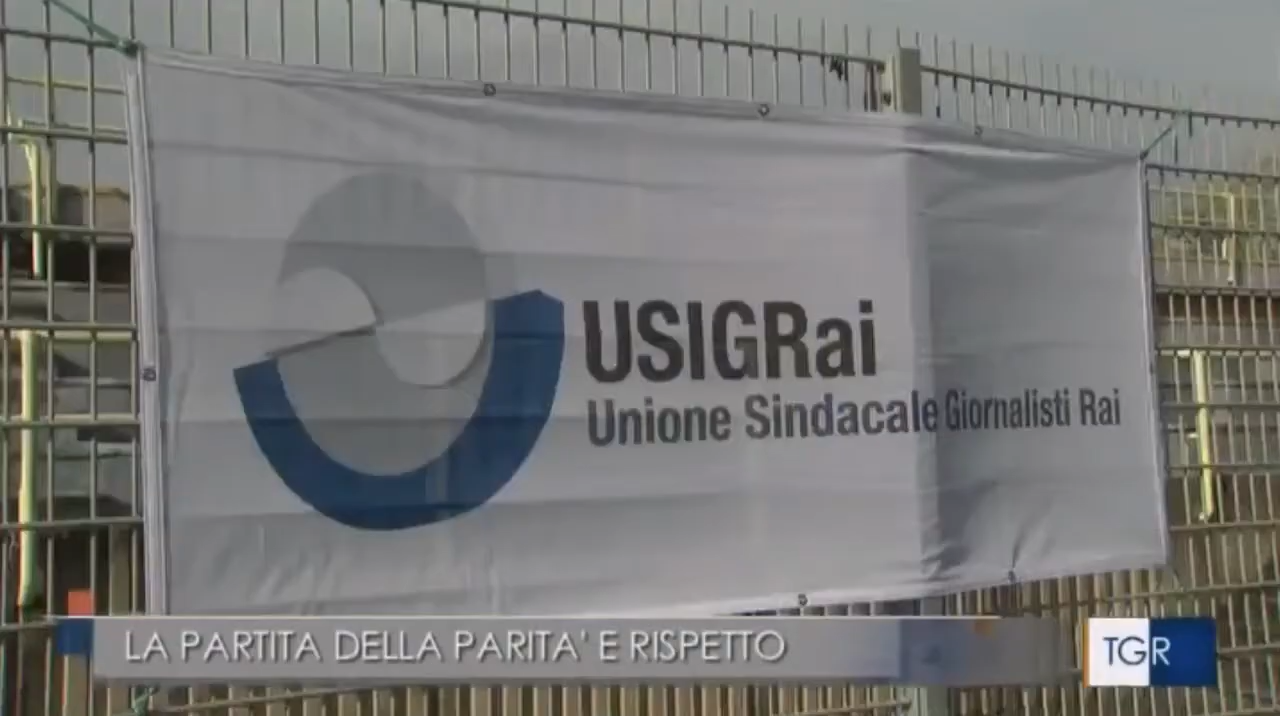 USIGRai
Unione Sindacale Giornalisti Rai
LA PARTITA DELLA PARITA' E RISPETTO
TGR